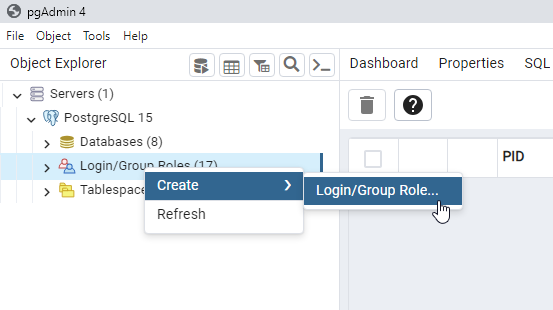 pgAdmin 4
File Object Tools Help
Object Explorer
Dashboard Properties SQL
Servers (1)
PostgreSQL 15
Databases (8)
PID
Login/Group Roles (17)
Create
Login/Group Role...
Tablespace
Refresh